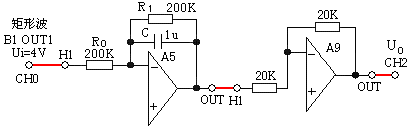 矩形波
B1 OUT1
Ui=4V
H1
CH0
R0
200K
R1
200K
C
1u
A5
−
+
OUT
H1
20K
20K
A9
−
+
OUT
Uo
CH2